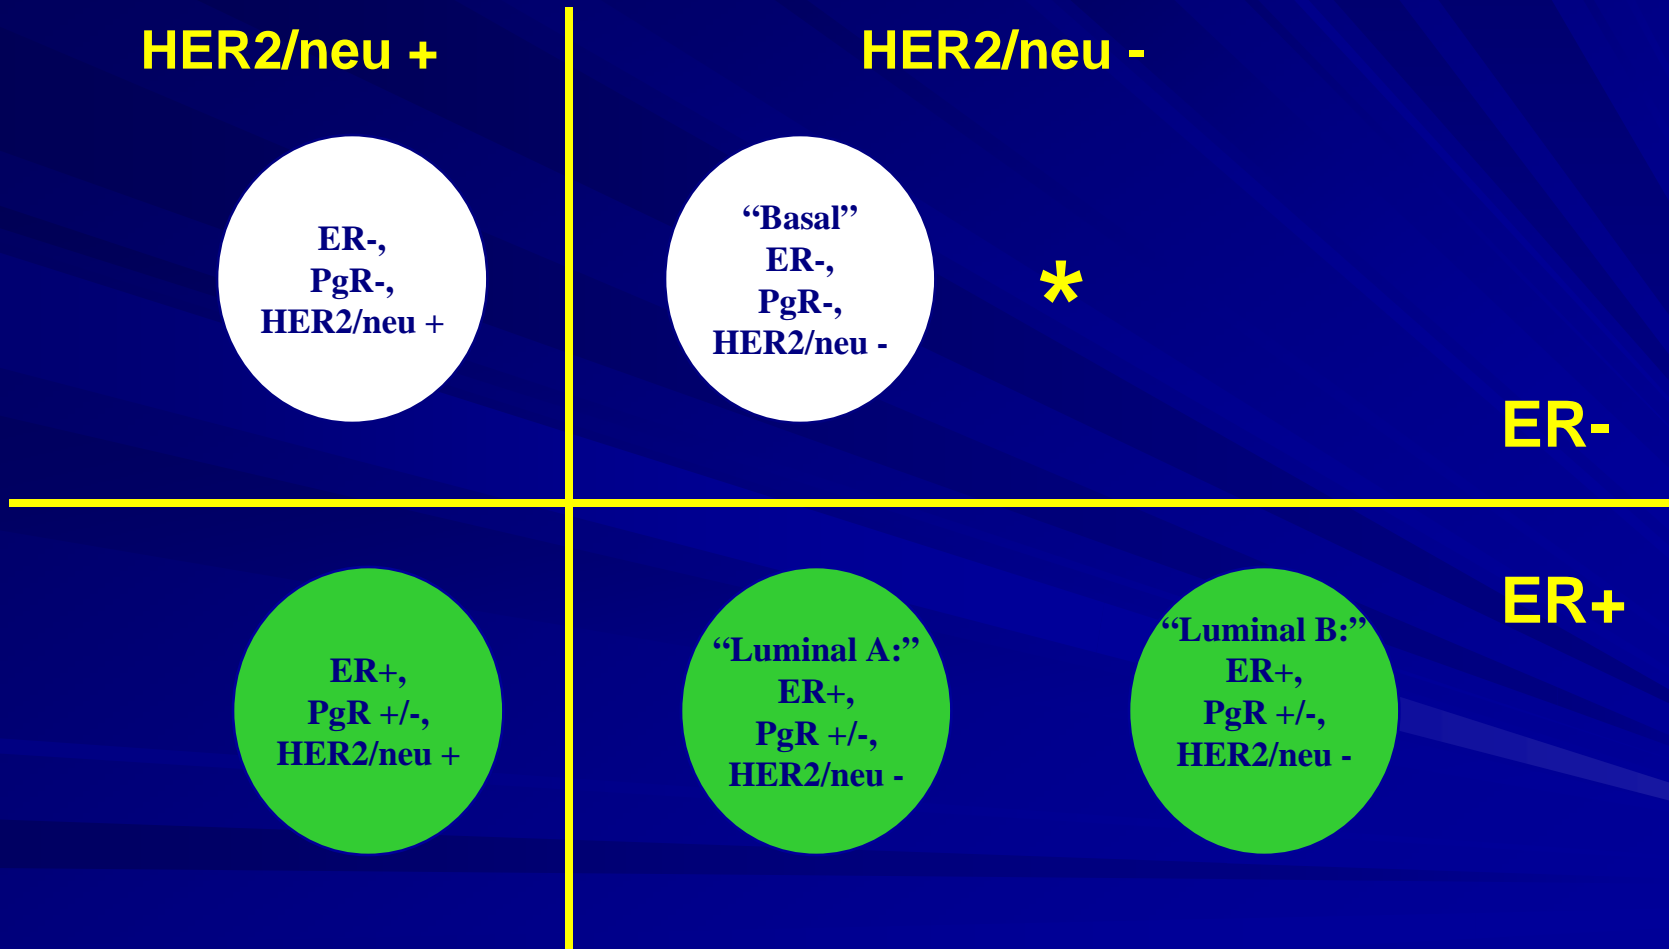 HER2/neu +
HER2/neu -
ER-,
PgR-,
HER2/neu +
“Basal”
ER-,
PgR-,
HER2/neu -
*
ER-
ER+
ER+,
PgR +/-,
HER2/neu +
“Luminal A:”
ER+,
PgR +/-,
HER2/neu -
“Luminal B:”
ER+,
PgR +/-,
HER2/neu -